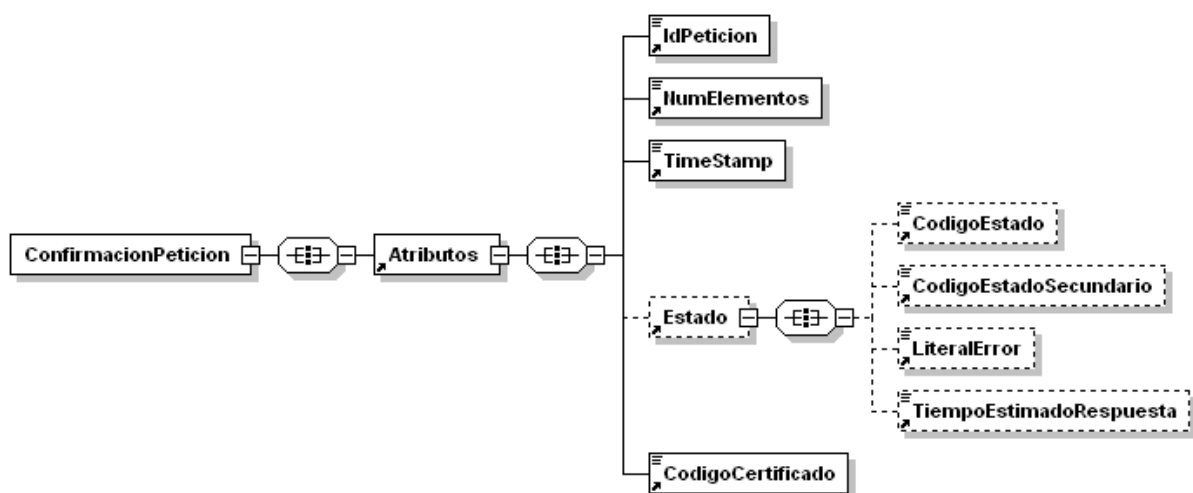 IdPeticion
NumElementos
TimeStamp
ConfirmacionPeticion
Atributos
Estado
CodigoEstado
CodigoEstadoSecundario
LiteralError
TiempoEstimadoRespuesta
CodigoCertificado